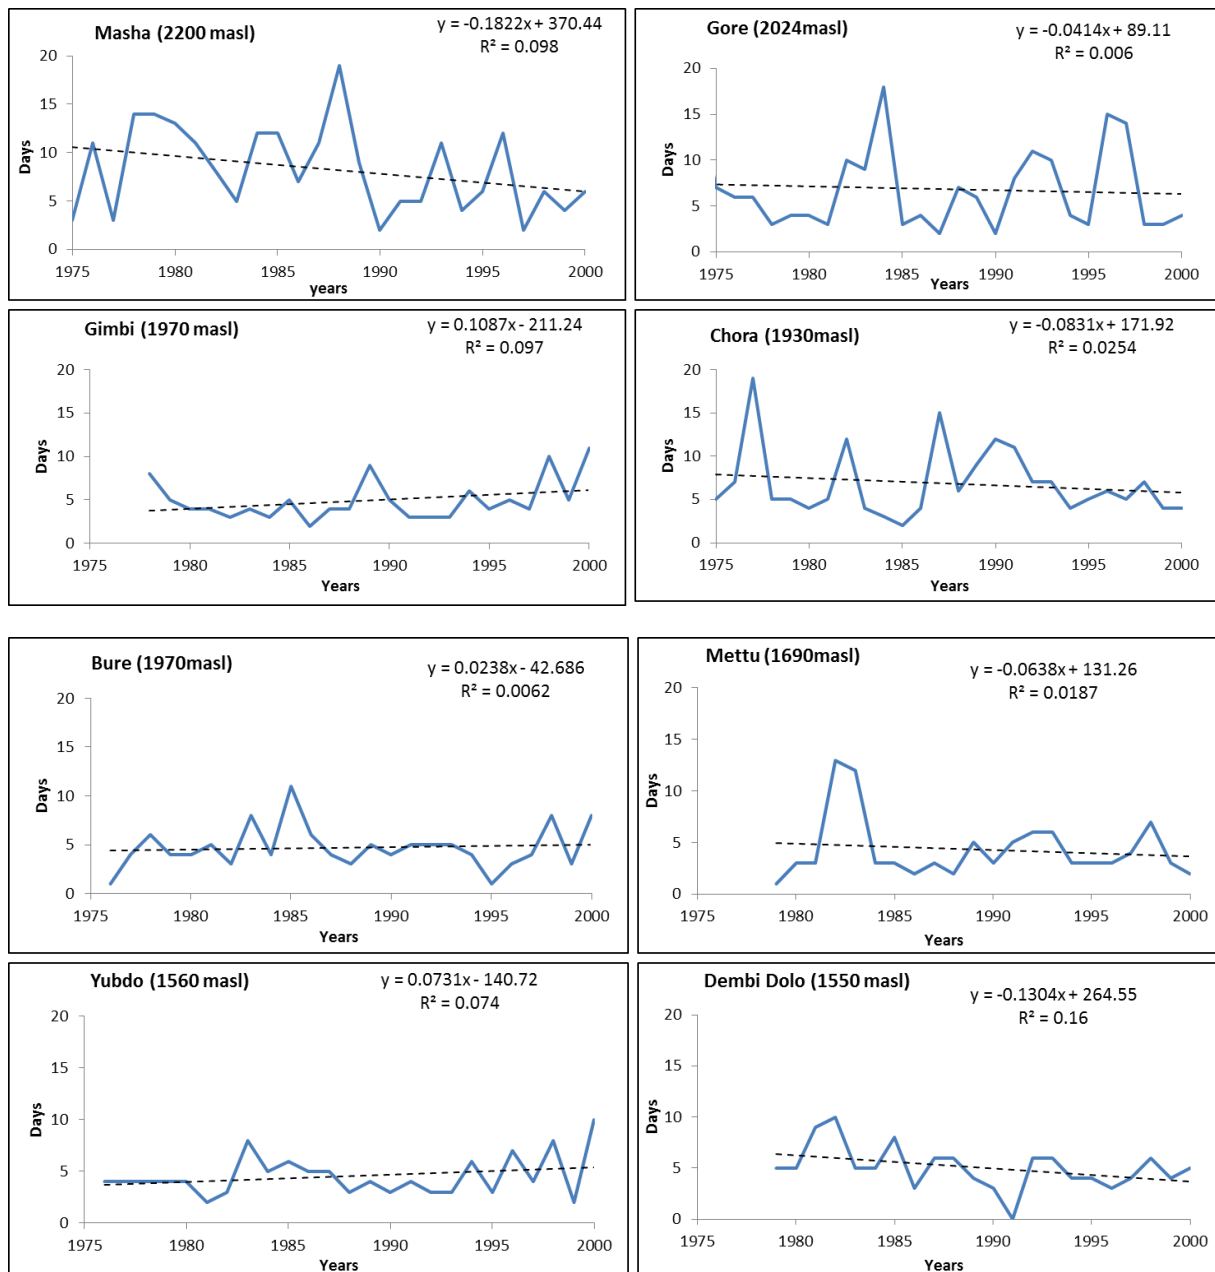 Masha (2200 masl)
y = -0.1822x + 370.44
R² = 0.098
20
15
10
5
0
Days
1975 1980 1985 1990 1995 2000
years
Gore (2024masl)
y = -0.0414x + 89.11
R² = 0.006
20
15
10
5
0
Days
1975 1980 1985 1990 1995 2000
Years
Gimbi (1970 masl)
y = 0.1087x - 211.24
R² = 0.097
20
15
10
5
0
Days
1975 1980 1985 1990 1995 2000
Years
Chora (1930masl)
y = -0.0831x + 171.92
R² = 0.0254
20
15
10
5
0
Days
1975 1980 1985 1990 1995 2000
Years
Bure (1970masl)
y = 0.0238x - 42.686
R² = 0.0062
20
15
10
5
0
Days
1975 1980 1985 1990 1995 2000
Years
Mettu (1690masl)
y = -0.0638x + 131.26
R² = 0.0187
20
15
10
5
0
Days
1975 1980 1985 1990 1995 2000
Years
Yubdo (1560 masl)
y = 0.0731x - 140.72
R² = 0.074
20
15
10
5
0
Days
1975 1980 1985 1990 1995 2000
Years
Dembi Dolo (1550 masl)
y = -0.1304x + 264.55
R² = 0.16
20
15
10
5
0
Days
1975 1980 1985 1990 1995 2000
Years